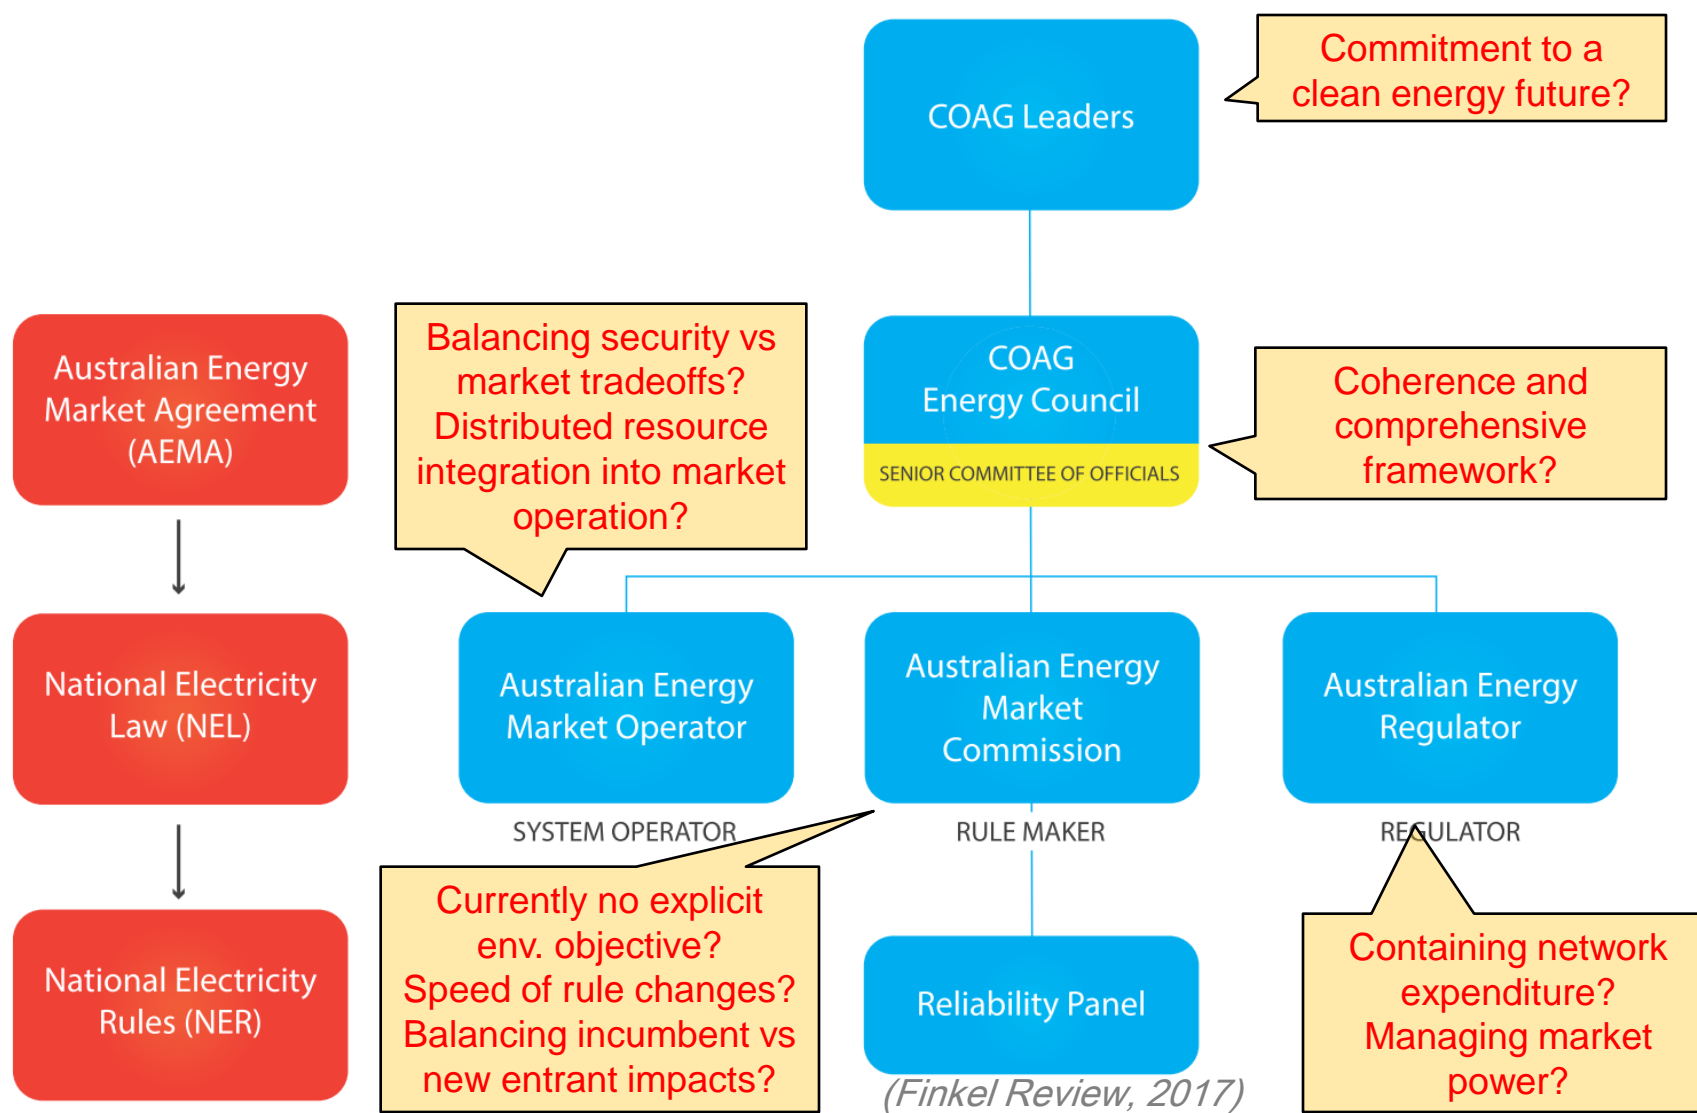 COAG Leaders
Commitment to a
clean energy future?
Australian Energy
Market Agreement
(AEMA)
Balancing security vs
market tradeoffs?
Distributed resource
integration into market
operation?
COAG
Energy Council
SENIOR COMMITTEE OF OFFICIALS
Coherence and
comprehensive
framework?
National Electricity
Law (NEL)
Australian Energy
Market Operator
SYSTEM OPERATOR
Australian Energy
Market
Commission
RULE MAKER
Australian Energy
Regulator
REGULATOR
National Electricity
Rules (NER)
Currently no explicit
env. objective?
Speed of rule changes?
Balancing incumbent vs
new entrant impacts?
Reliability Panel
Containing network
expenditure?
Managing market
power?
(Finkel Review, 2017)